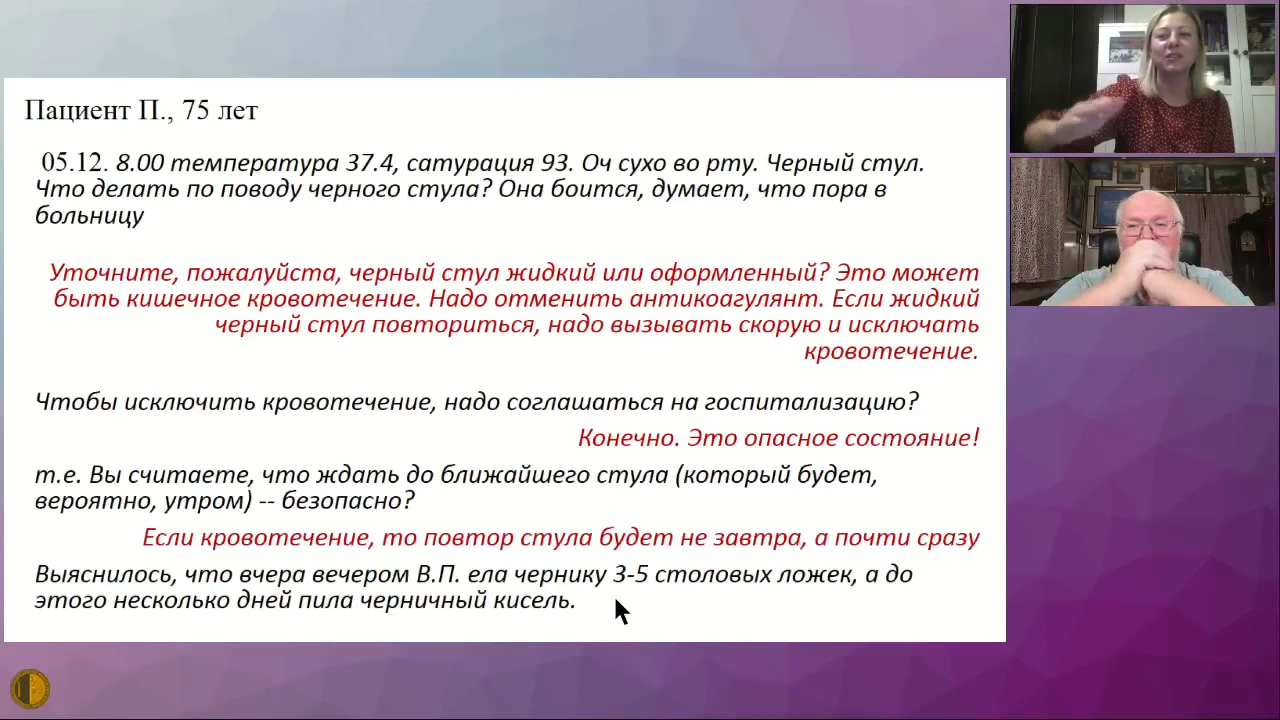 Пациент П., 75 лет
05.12. 8.00 температура 37.4, сатурация 93. Оч сухо во рту. Черный стул.
Что делать по поводу черного стула? Она боится, думает, что пора в
больницу
Уточните, пожалуйста, черный стул жидкий или оформленный? Это может
быть кишечное кровотечение. Надо отменить антикоагулянт. Если жидкий
черный стул повториться, надо вызывать скорую и исключать
кровотечение.
Чтобы исключить кровотечение, надо соглашаться на госпитализацию?
Конечно. Это опасное состояние!
т.е. Вы считаете, что ждать до ближайшего стула (который будет,
вероятно, утром) -- безопасно?
Если кровотечение, то повтор стула будет не завтра, а почти сразу
Выяснилось, что вчера вечером В.П. ела чернику 3-5 столовых ложек, а до
этого несколько дней пила черничный кисель.